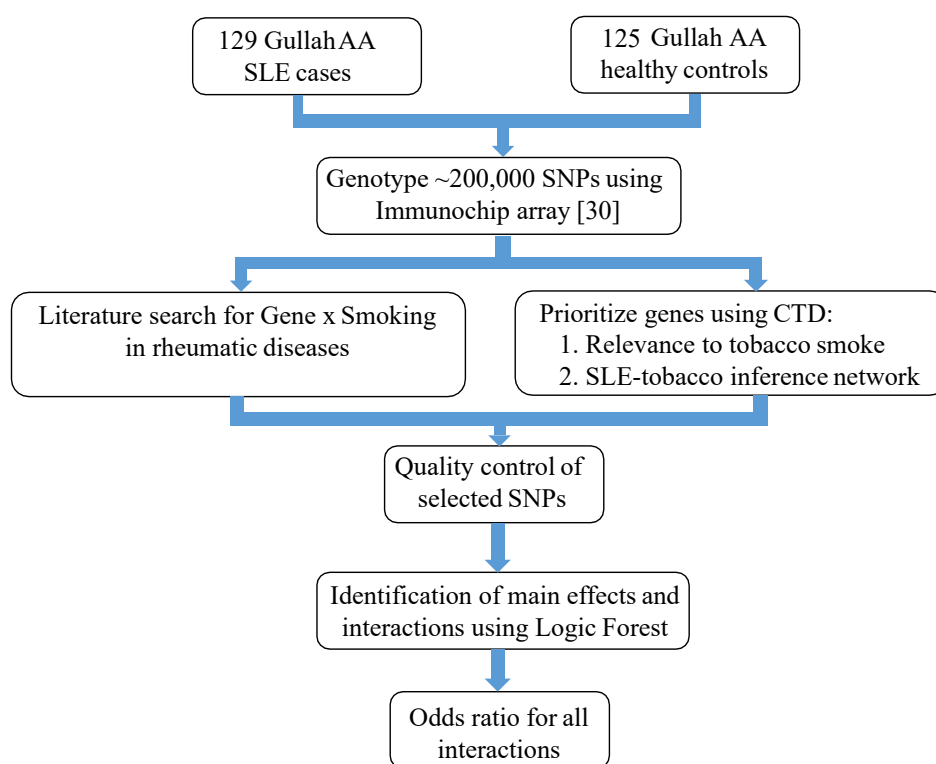 129 Gullah AA
SLE cases
125 Gullah AA
healthy controls
Genotype ~200,000 SNPs using
Immunochip array [30]
Literature search for Gene x Smoking
in rheumatic diseases
Prioritize genes using CTD:
1. Relevance to tobacco smoke
2. SLE-tobacco inference network
Quality control of
selected SNPs
Identification of main effects and
interactions using Logic Forest
Odds ratio for all
interactions